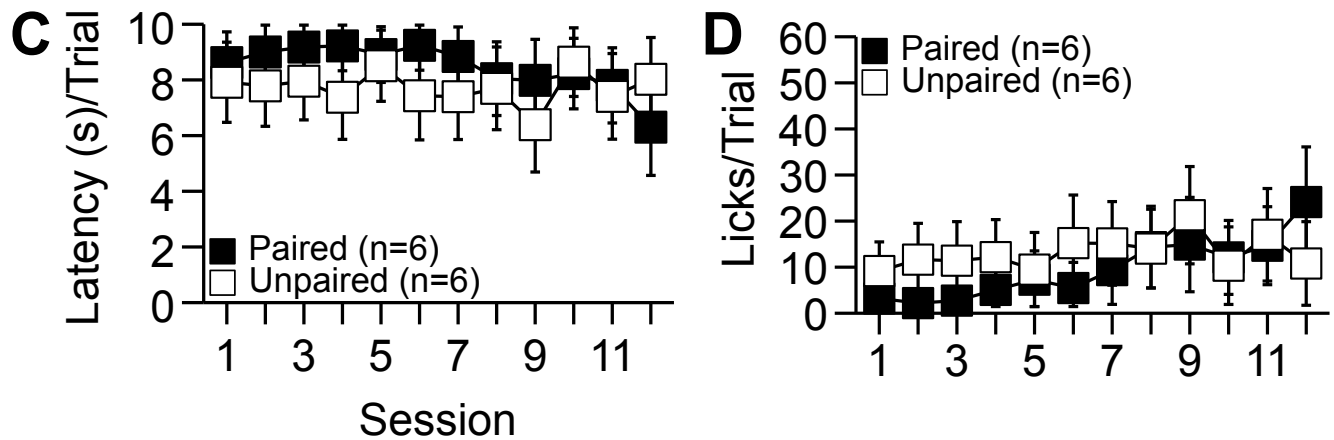 C
Latency (s)/Trial
10
8
6
4
2
0
Paired (n=6)
Unpaired (n=6)
1 3 5 7 9 11
Session
D
Licks/Trial
60
50
40
30
20
10
0
Paired (n=6)
Unpaired (n=6)
1 3 5 7 9 11